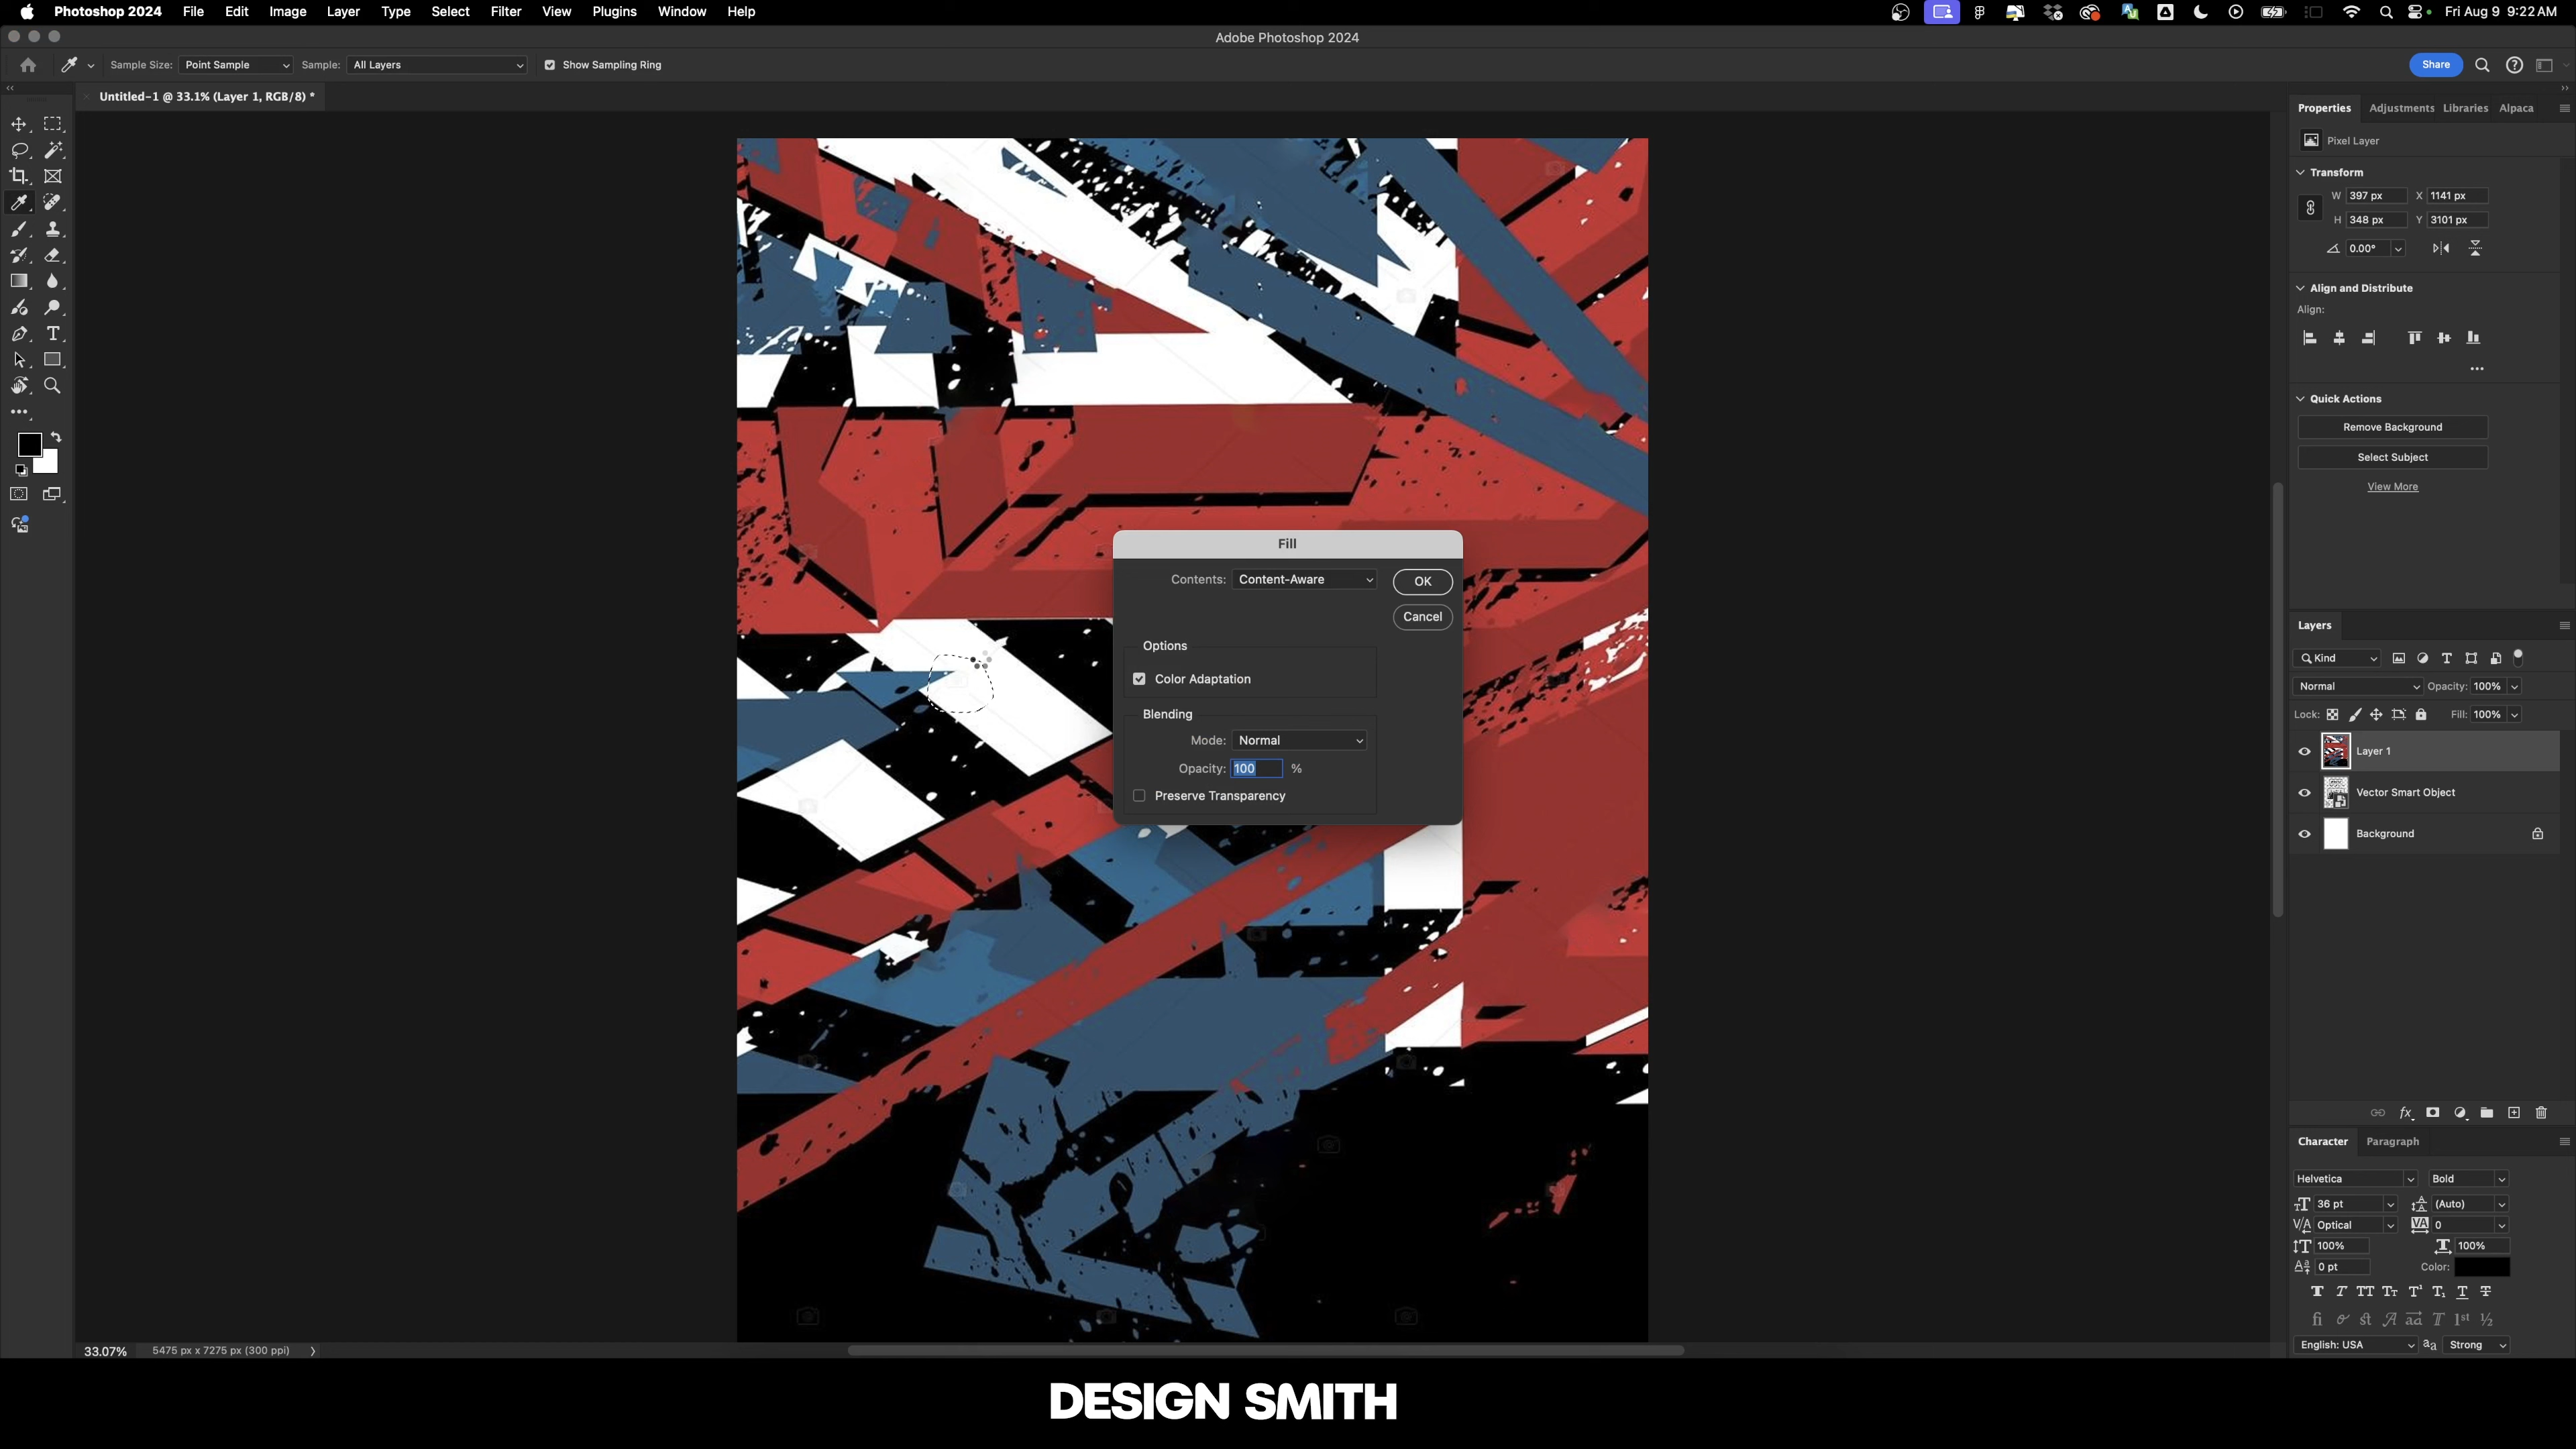 Photoshop 2024 File Edit Image Layer Type Select Filter View Plugins Window Help Fri Aug 9 9:22 AM
Adobe Photoshop 2024
Sample Size: Point Sample Sample: All Layers Show Sampling Ring Share
Untitled-1 @ 33.1% (Layer 1, RGB/8) *
Properties Adjustments Libraries Alpaca
Pixel Layer
Transform
W 397 px X 1141 px
H 348 px Y 3101 px
0.00°
Align and Distribute
Align:
Quick Actions
Remove Background
Select Subject
View More
Fill
Contents: Content-Aware OK
Cancel
Options
Color Adaptation
Blending
Mode: Normal
Opacity: 100 %
Preserve Transparency
Layers
Kind
Normal Opacity: 100%
Lock: Fill: 100%
Layer 1
Vector Smart Object
Background
Character Paragraph
Helvetica Bold
36 pt (Auto)
Optical 0
100% 100%
0 pt Color:
English: USA Strong
33.07% 5475 px x 7275 px (300 ppi)
DESIGN SMITH